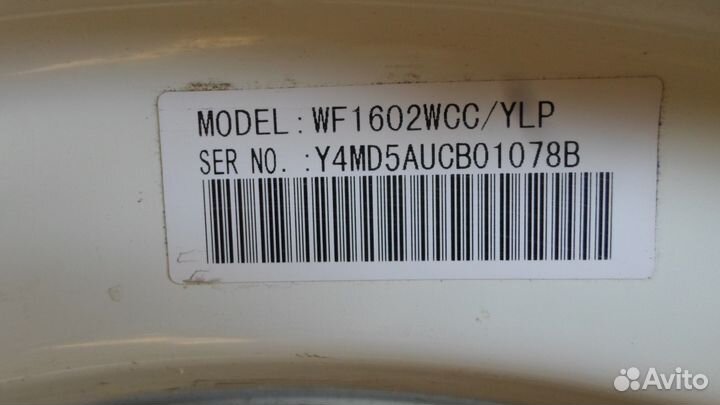 MODEL: WF1602WCC/YLP
SER NO. :Y4MD5AUCB01078B
Avito